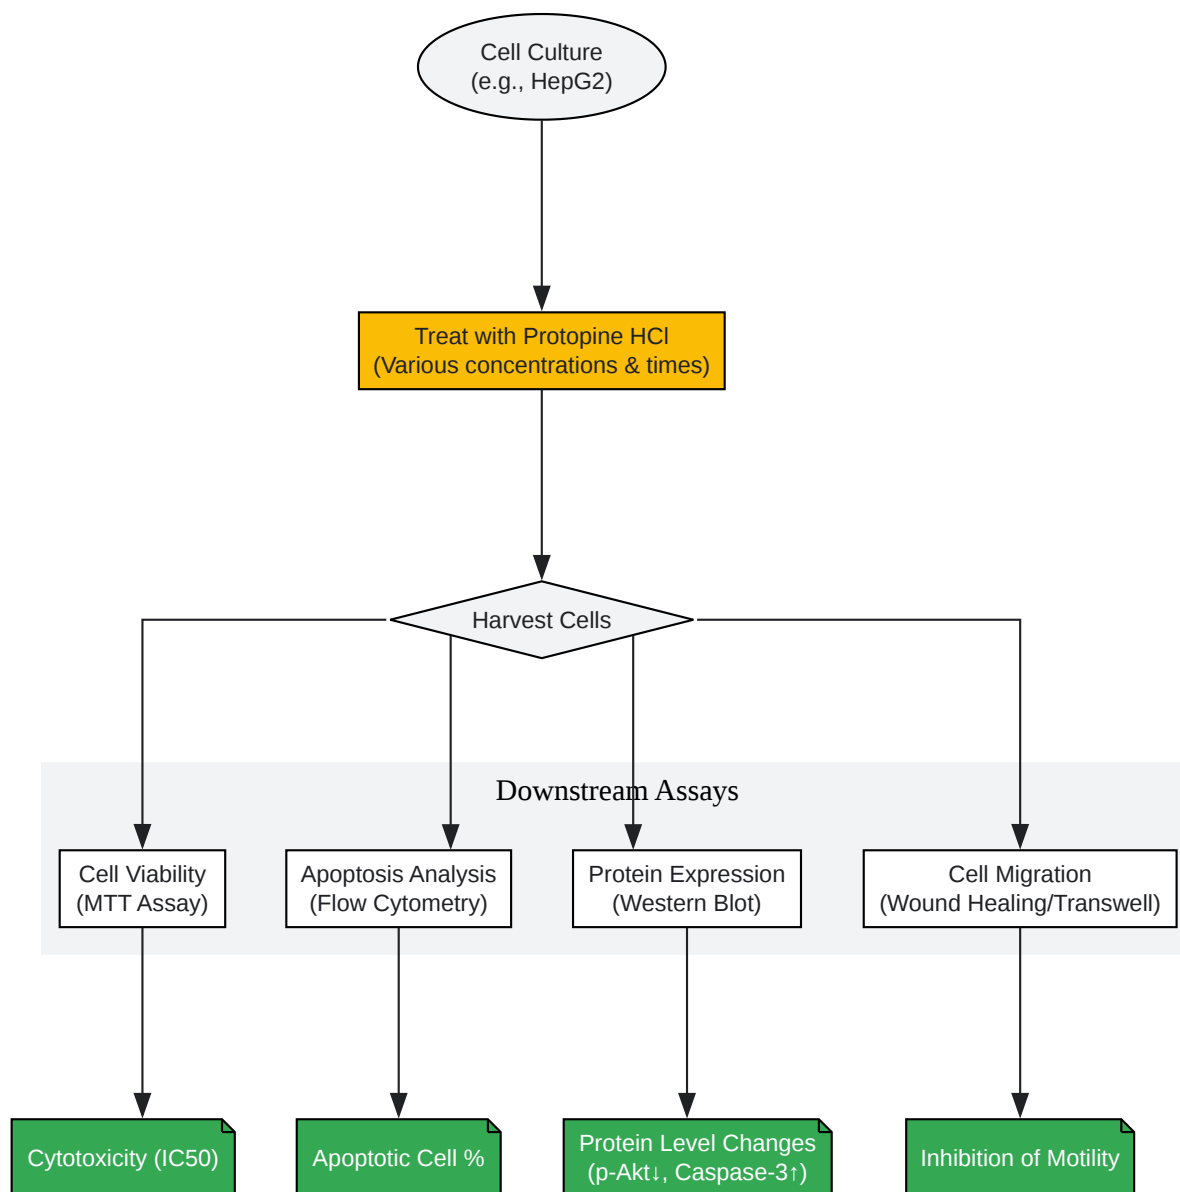 Cell Culture
(e.g., HepG2)
Treat with Protopine HCl
(Various concentrations & times)
Harvest Cells
Downstream Assays
Cell Viability
(MTT Assay)
Apoptosis Analysis
(Flow Cytometry)
Protein Expression
(Western Blot)
Cell Migration
(Wound Healing/Transwell)
Cytotoxicity (IC50)
Apoptotic Cell %
Protein Level Changes
(p-Akt↓, Caspase-3↑)
Inhibition of Motility